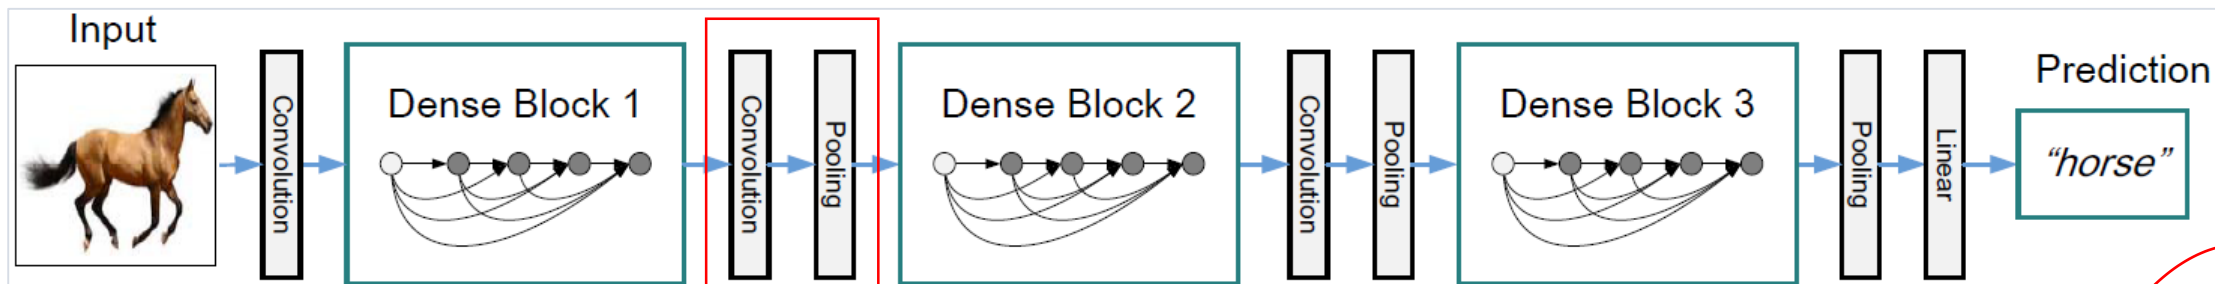 Input
Convolution
Dense Block 1
Convolution
Pooling
Dense Block 2
Convolution
Pooling
Dense Block 3
Pooling
Linear
Prediction
“horse”